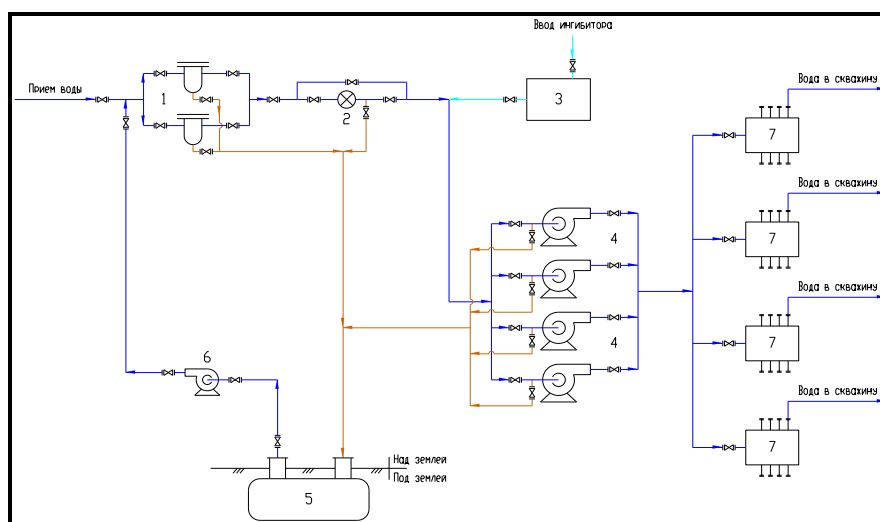 Ввод ингибитора
Прием воды
1
2
3
Вода в скважину
7
Вода в скважину
7
4
Вода в скважину
7
4
6
Вода в скважину
7
Над землей
Под землей
5